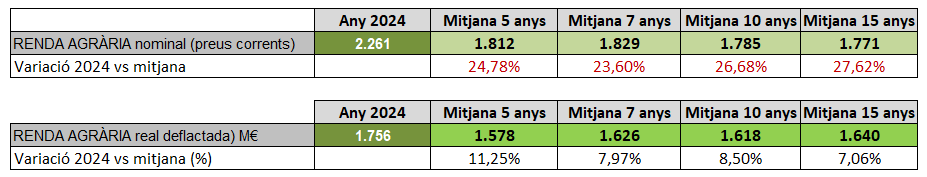 Any 2024 Mitjana 5 anys Mitjana 7 anys Mitjana 10 anys Mitjana 15 anys
RENDA AGRÀRIA nominal (preus corrents) 2.261 1.812 1.829 1.785 1.771
Variació 2024 vs mitjana 24,78% 23,60% 26,68% 27,62%
Any 2024 Mitjana 5 anys Mitjana 7 anys Mitjana 10 anys Mitjana 15 anys
RENDA AGRÀRIA real deflactada) M€ 1.756 1.578 1.626 1.618 1.640
Variació 2024 vs mitjana (%) 11,25% 7,97% 8,50% 7,06%